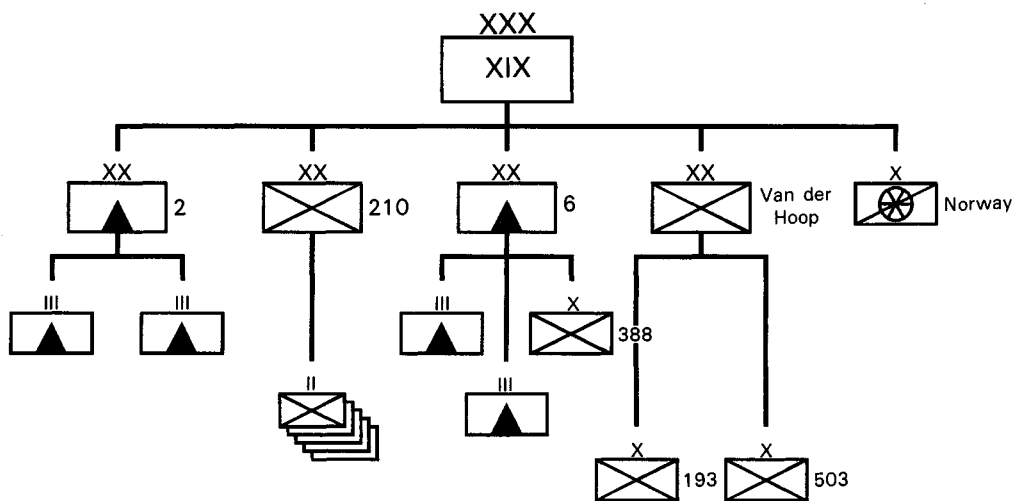 XXX
XIX
XX
XX
XX
XX
X
2
210
6
Van der
Hoop
Norway
III
III
III
X
388
II
III
X
193
X
503